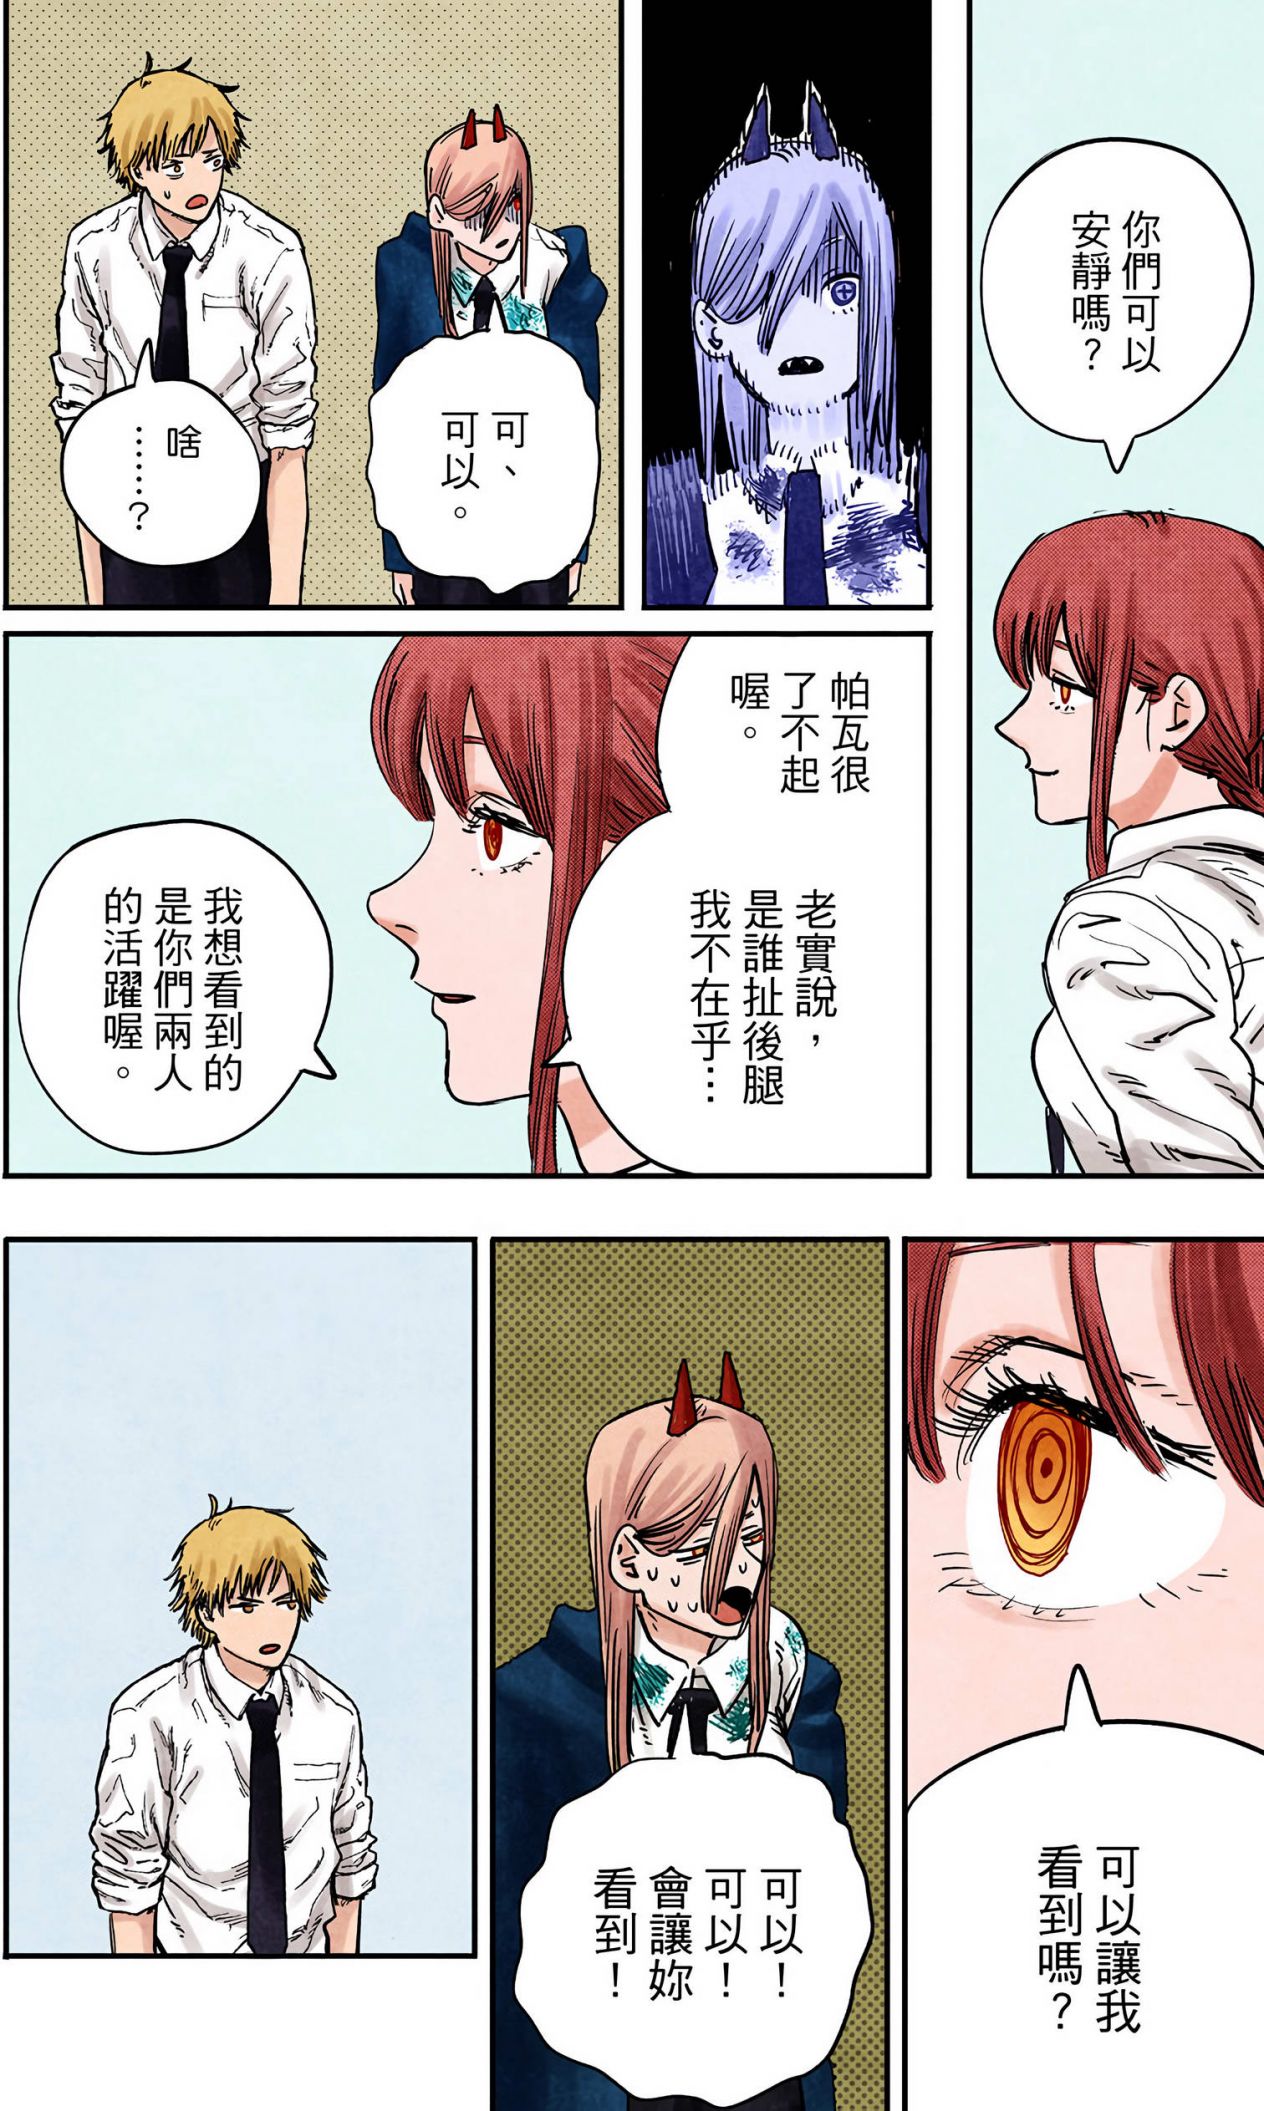 你們可以
安靜嗎？
可、
可以。
啥
……？
帕瓦很
了不起
喔。
老實說，
是誰扯後腿
我不在乎…
我想看到的
是你們兩人
的活躍喔。
可以讓我
看到嗎？
可以！
可以！
會讓妳
看到！